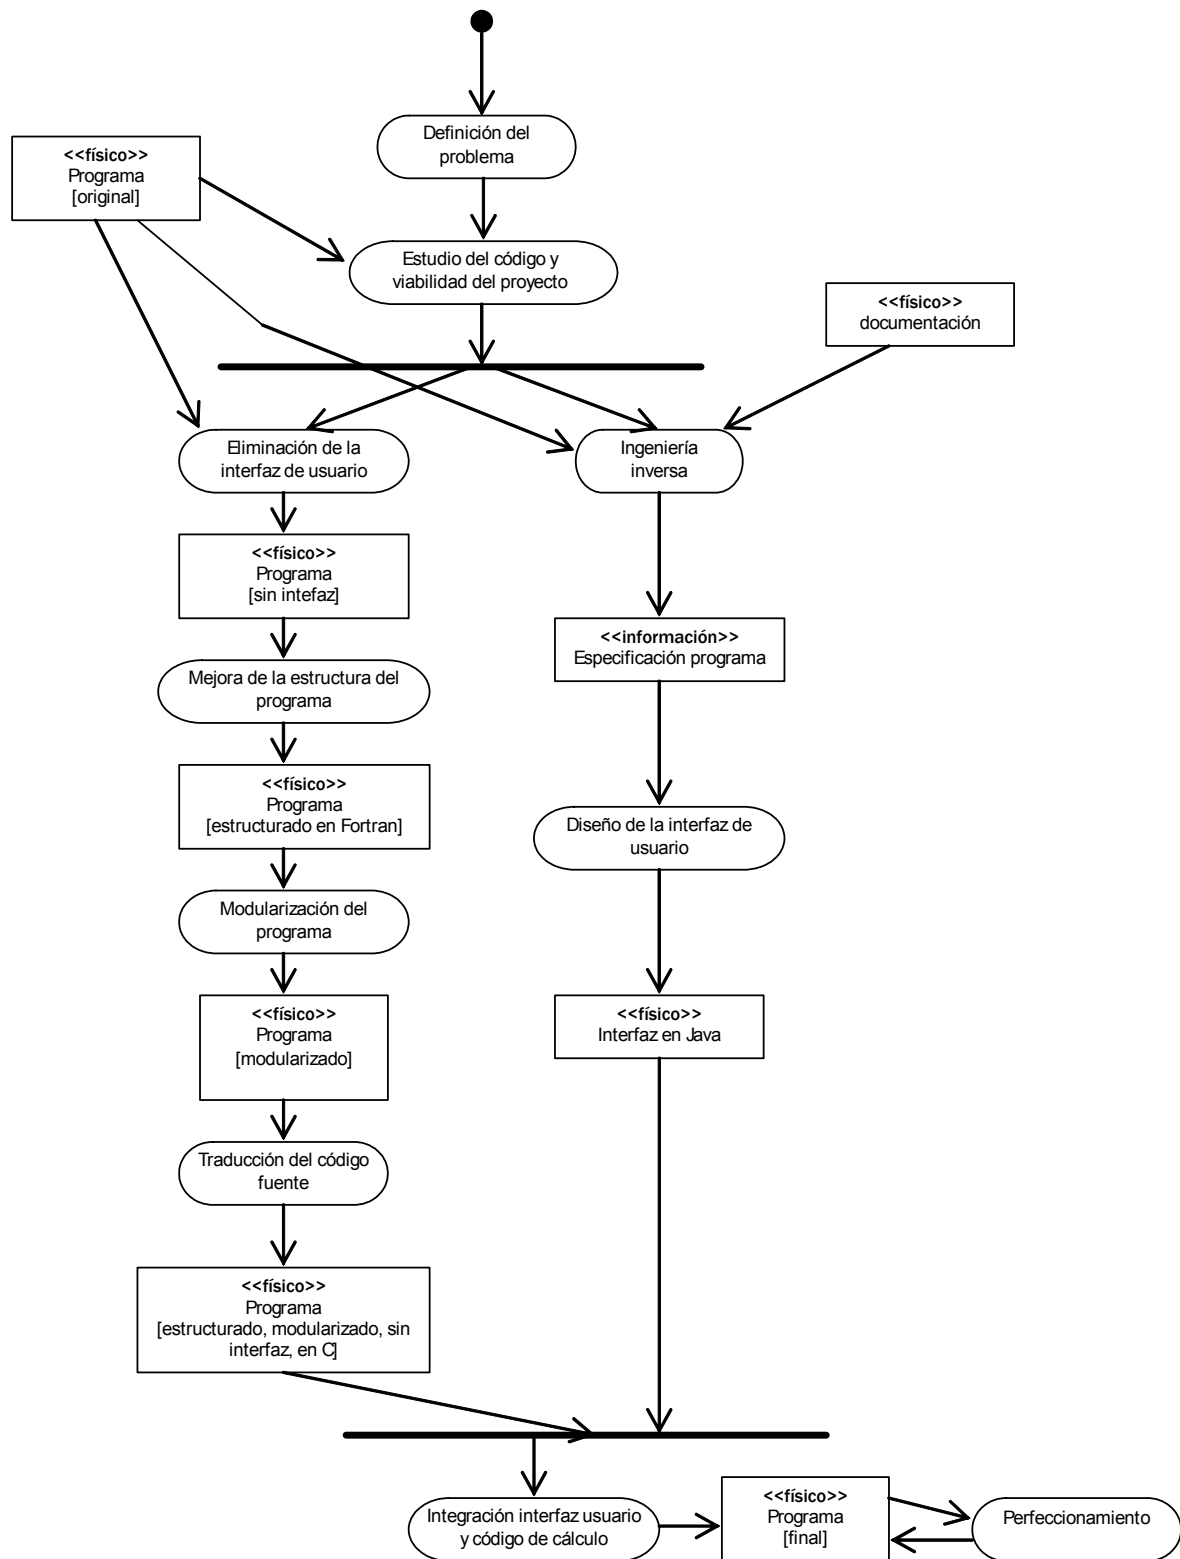 Definición del
problema
<<físico>>
Programa
[original]
Estudio del código y
viabilidad del proyecto
<<físico>>
documentación
Eliminación de la
interfaz de usuario
Ingeniería
inversa
<<físico>>
Programa
[sin intefaz]
<<información>>
Especificación programa
Mejora de la estructura del
programa
<<físico>>
Programa
[estructurado en Fortran]
Diseño de la interfaz de
usuario
Modularización del
programa
<<físico>>
Programa
[modularizado]
<<físico>>
Interfaz en Java
Traducción del código
fuente
<<físico>>
Programa
[estructurado, modularizado, sin
interfaz, en C]
Integración interfaz usuario
y código de cálculo
<<físico>>
Programa
[final]
Perfeccionamiento